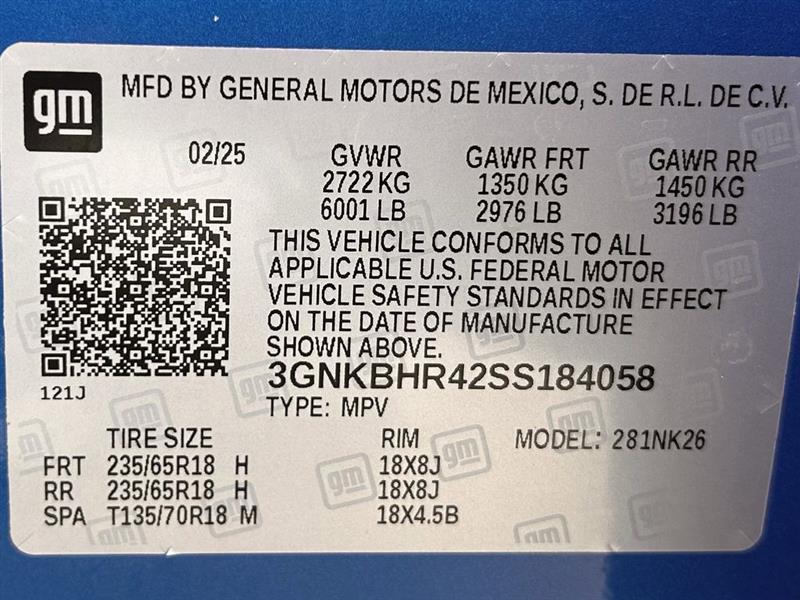 gm
MFD BY GENERAL MOTORS DE MEXICO, S. DE R.L. DE C.V.
02/25 GVWR GAWR FRT GAWR RR
2722 KG 1350 KG 1450 KG
6001 LB 2976 LB 3196 LB
THIS VEHICLE CONFORMS TO ALL
APPLICABLE U.S. FEDERAL MOTOR
VEHICLE SAFETY STANDARDS IN EFFECT
ON THE DATE OF MANUFACTURE
SHOWN ABOVE.
3GNKBHR42SS184058
121J
TYPE: MPV
TIRE SIZE RIM MODEL: 281NK26
FRT 235/65R18 H 18X8J
RR 235/65R18 H 18X8J
SPA T135/70R18 M 18X4.5B